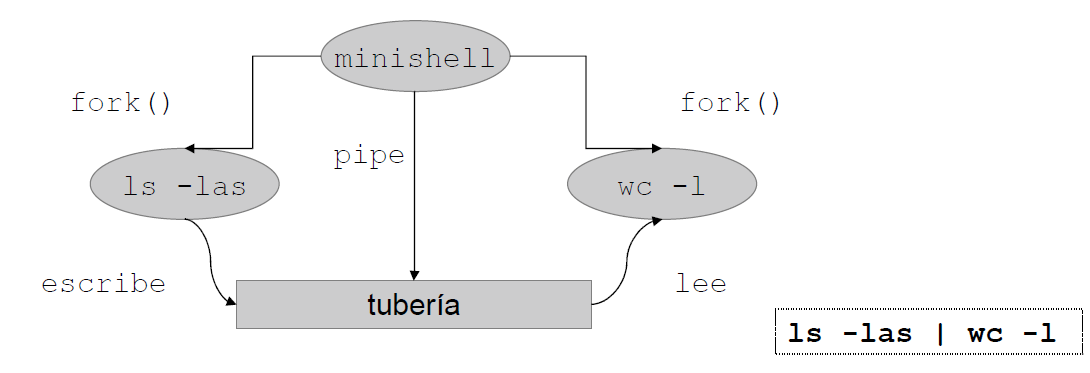 minishell
fork()
fork()
pipe
ls -las
wc -l
escribe
lee
tubería
ls -las | wc -l